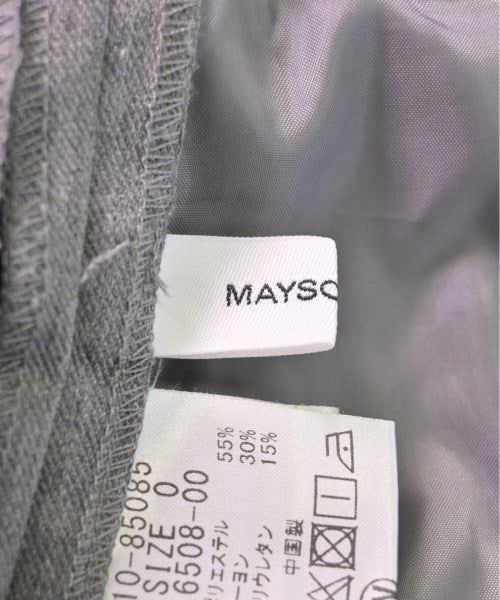 MAYSO
10-85085
SIZE 0
6508-00
リエステル 55%
ーヨン 30%
リウレタン 15%
中国製